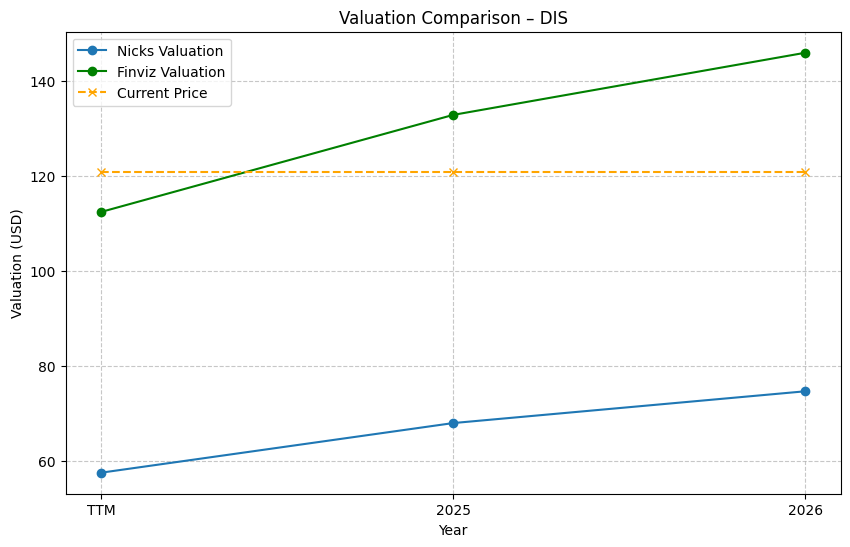 Valuation Comparison – DIS
Nicks Valuation
Finviz Valuation
Current Price
Valuation (USD)
140
120
100
80
60
TTM
2025
2026
Year